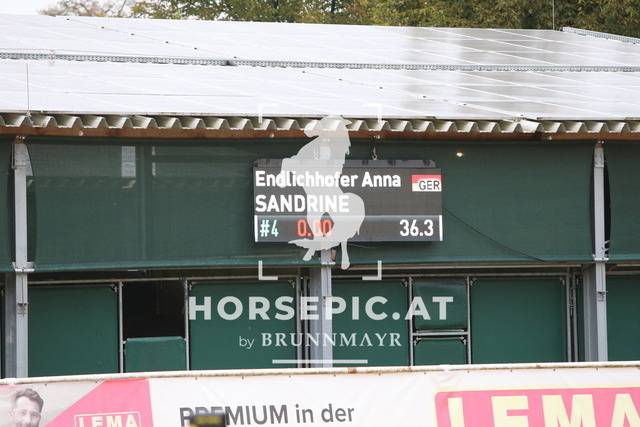 Endlichhofer Anna GER
SANDRINE
#4 0.00 36.3
HORSEPIC.AT
by BRUNNMAYR
LEMA
PREMIUM in der
LEMA